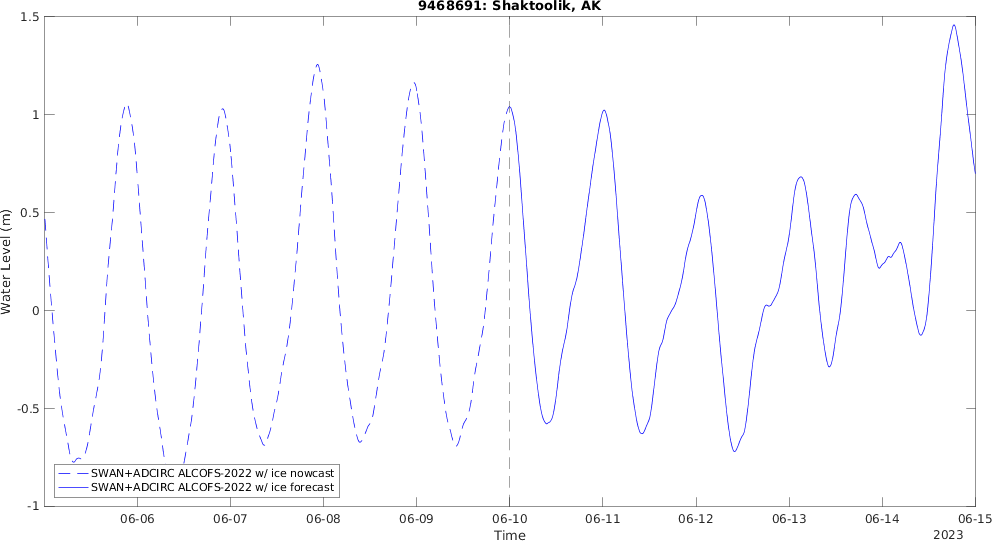 9468691: Shaktoolik, AK
1.5
1
0.5
0
-0.5
-1
Water Level (m)
SWAN+ADCIRC ALCOFS-2022 w/ ice nowcast
SWAN+ADCIRC ALCOFS-2022 w/ ice forecast
06-06 06-07 06-08 06-09 06-10 06-11 06-12 06-13 06-14 06-15
Time
2023